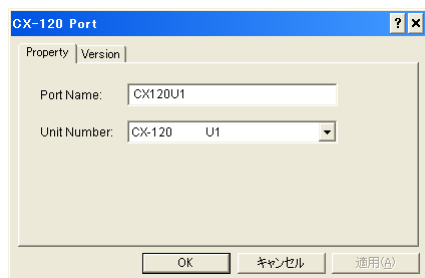 CX-120 Port
Property Version
Port Name: CX120U1
Unit Number: CX-120 U1
OK キャンセル 適用(A)